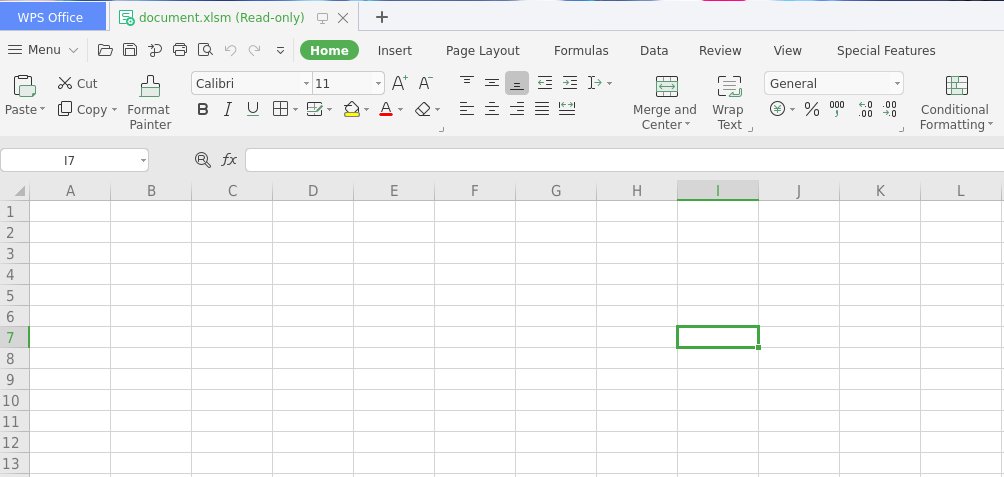 WPS Office document.xlsm (Read-only)
Menu Home Insert Page Layout Formulas Data Review View Special Features
Paste Cut Copy Format Painter Calibri 11 A+ A- Merge and Center Wrap Text General Conditional Formatting
B I U A % 000 .0 .00 .00 .0
I7 fx
A B C D E F G H I J K L
1
2
3
4
5
6
7
8
9
10
11
12
13